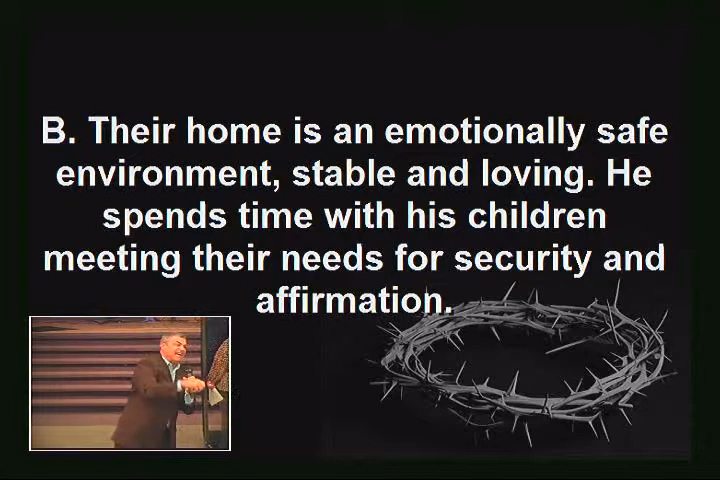 B. Their home is an emotionally safe
environment, stable and loving. He
spends time with his children
meeting their needs for security and
affirmation.